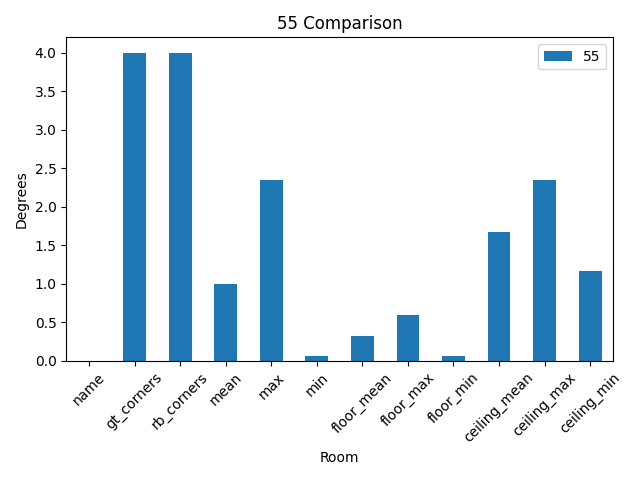 55 Comparison
55
Degrees
4.0
3.5
3.0
2.5
2.0
1.5
1.0
0.5
0.0
name
gt_corners
rb_corners
mean
max
min
floor_mean
floor_max
floor_min
ceiling_mean
ceiling_max
ceiling_min
Room